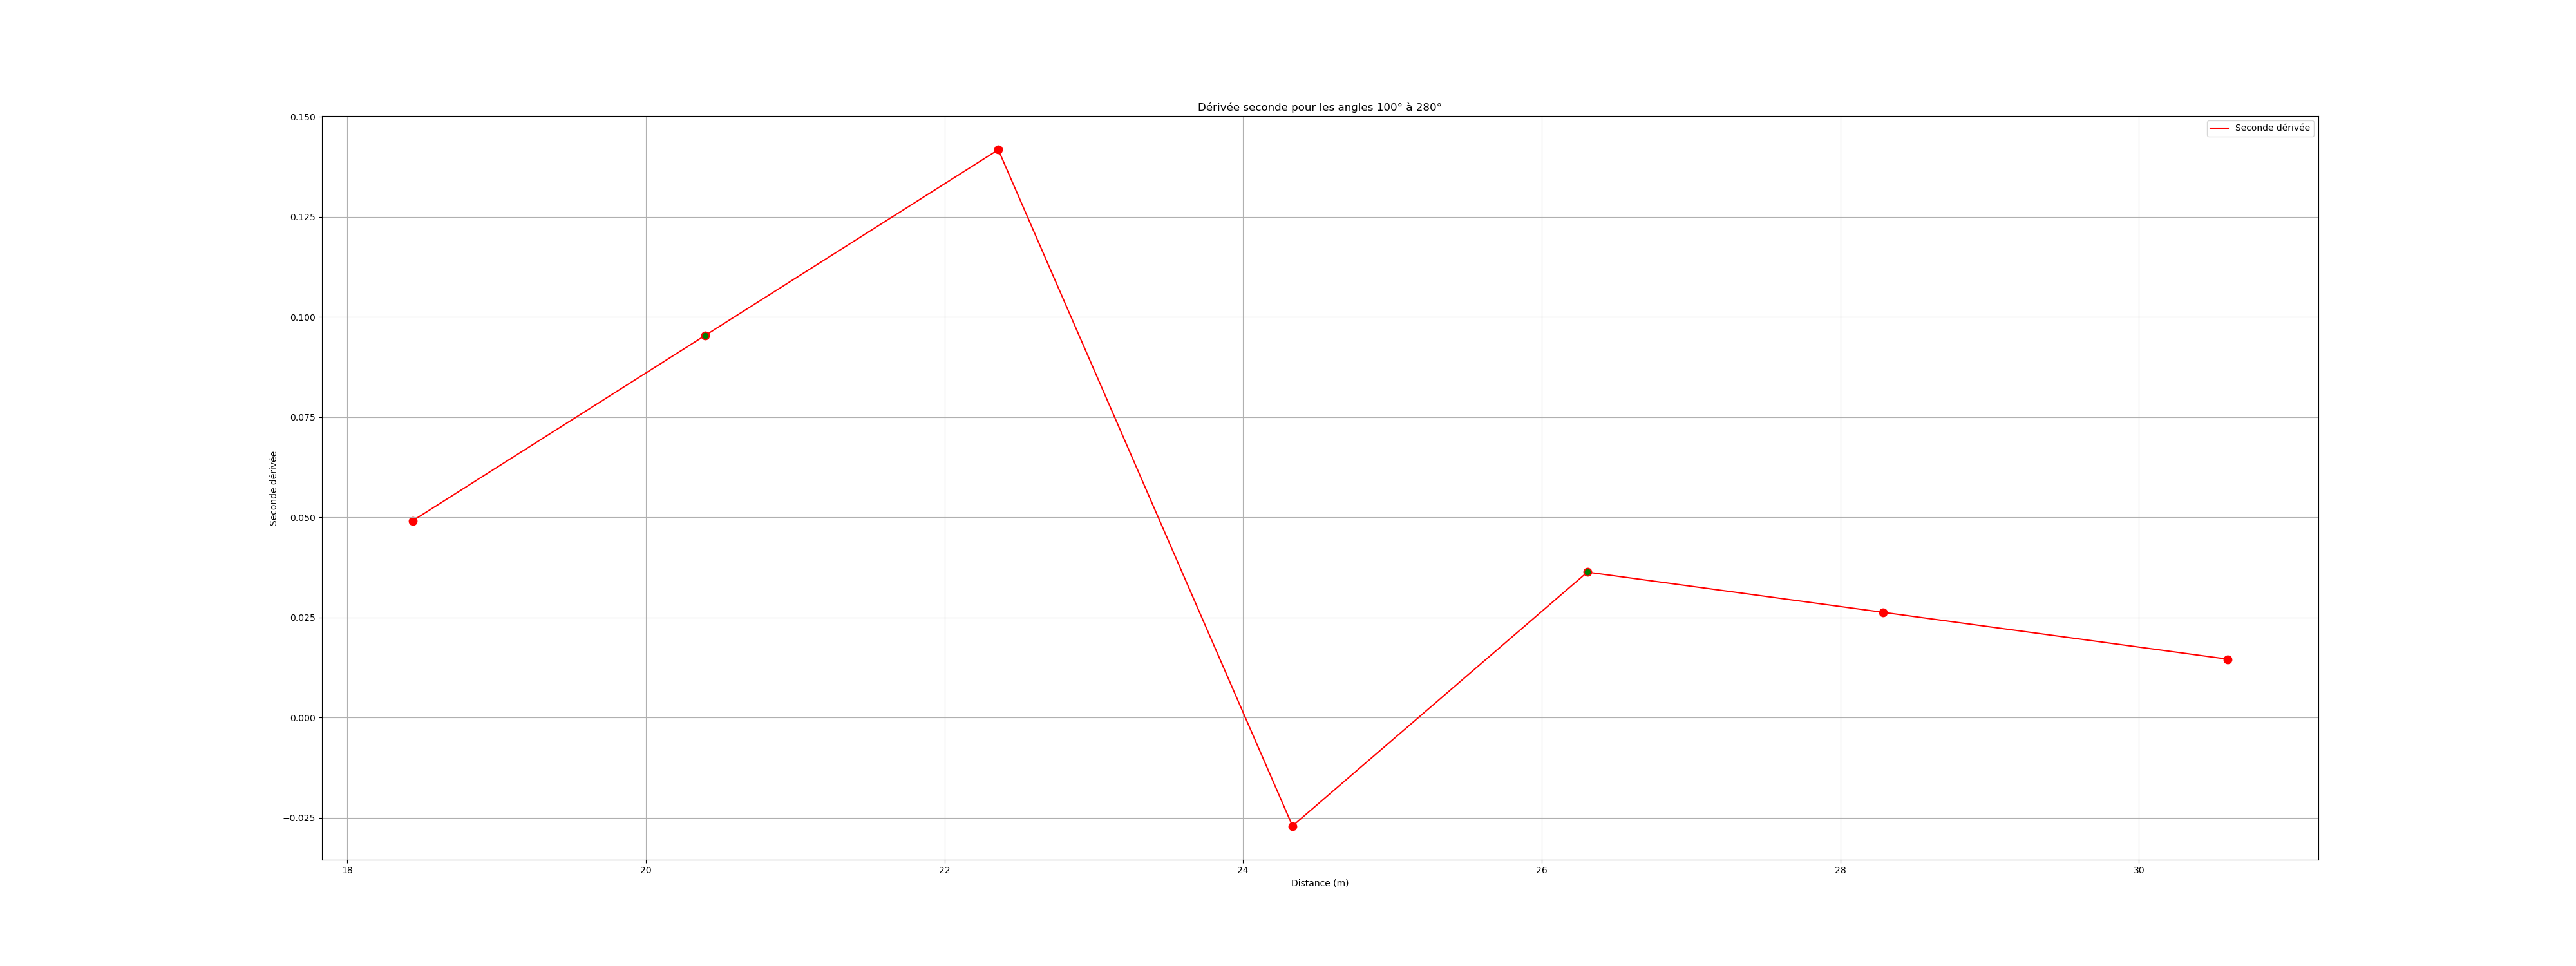 Dérivée seconde pour les angles 100° à 280°
Seconde dérivée
0.150
0.125
0.100
0.075
0.050
0.025
0.000
−0.025
Seconde dérivée
18 20 22 24 26 28 30
Distance (m)